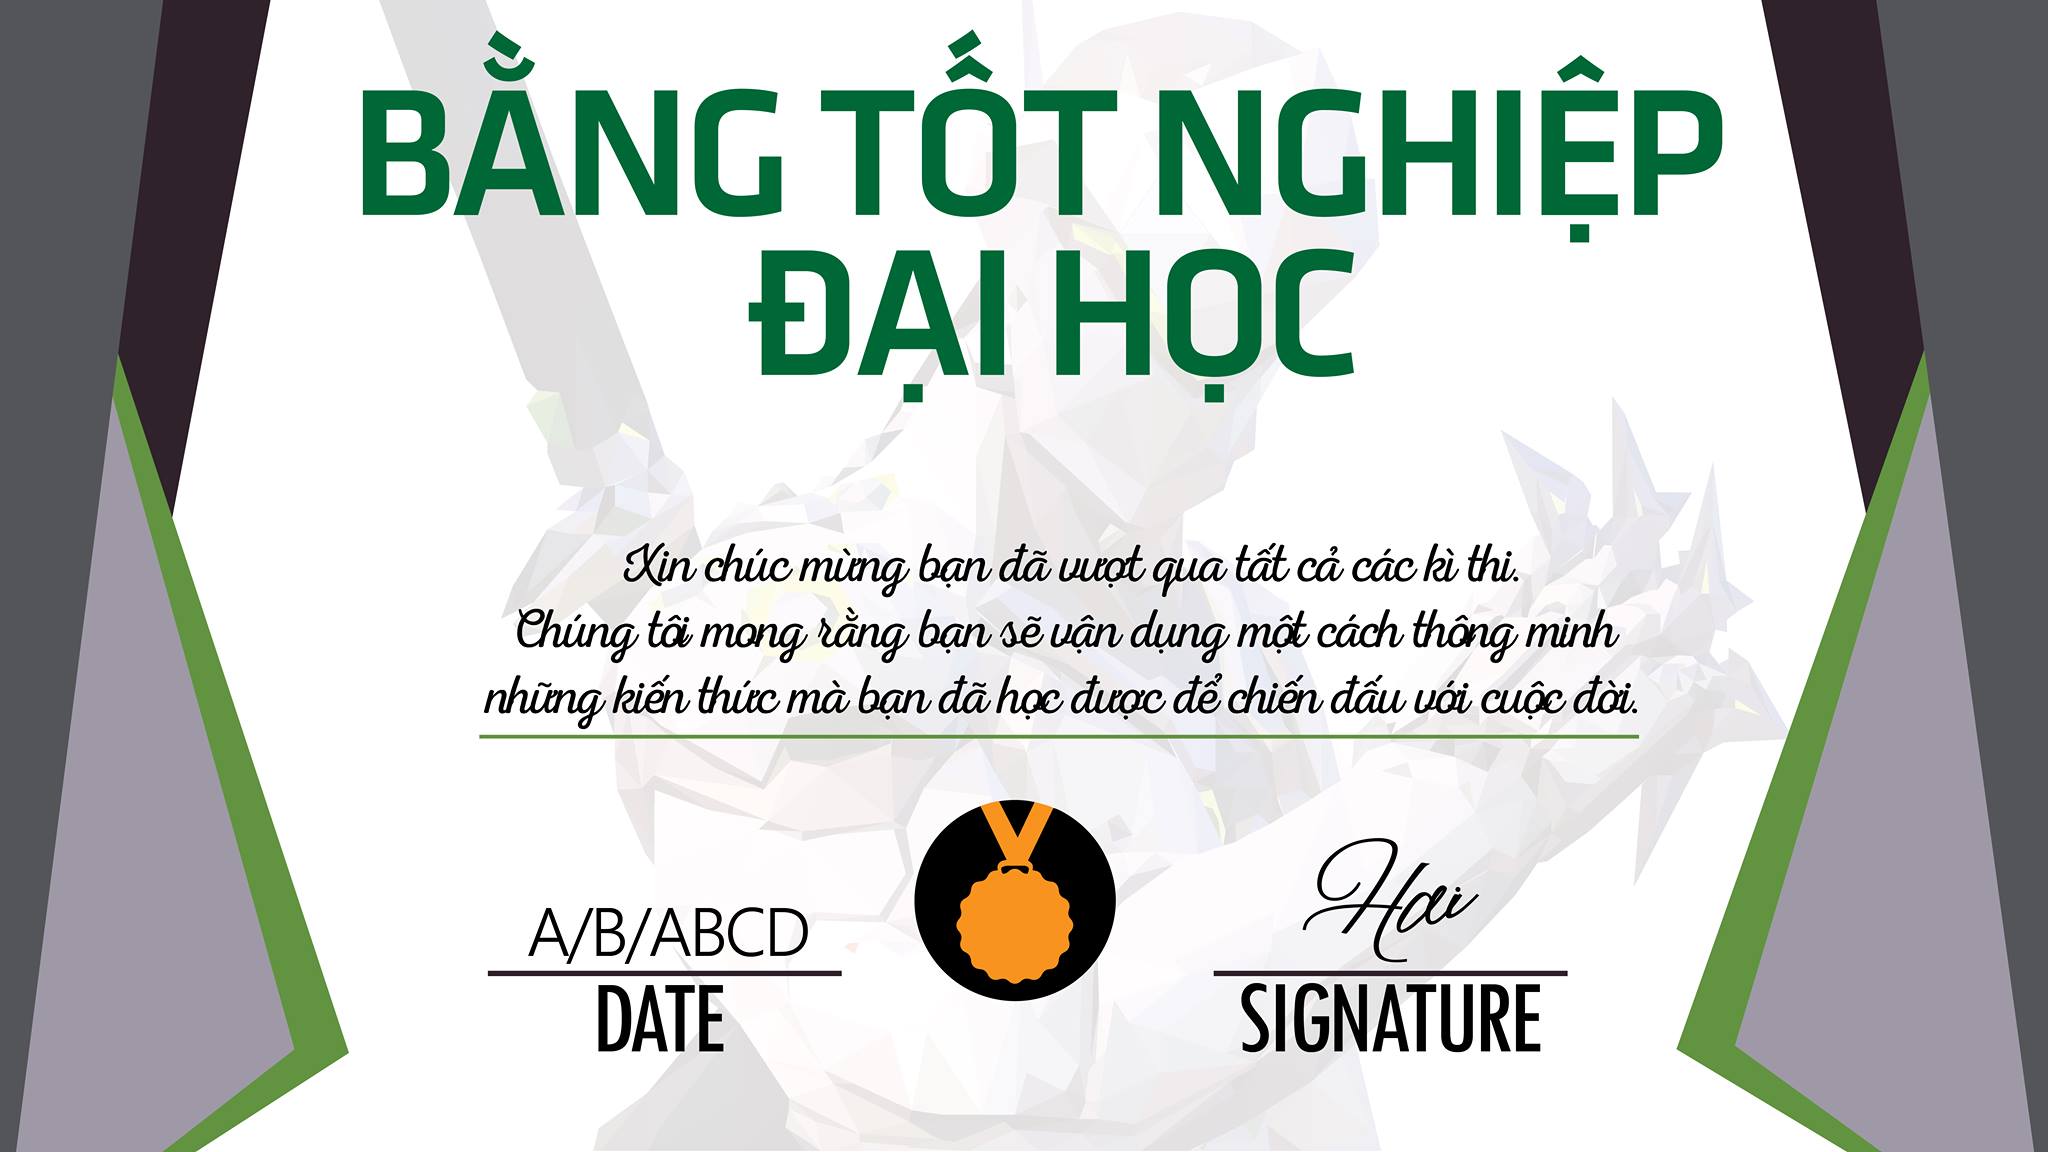 BẰNG TỐT NGHIỆP
ĐẠI HỌC
Xin chúc mừng bạn đã vượt qua tất cả các kì thi.
Chúng tôi mong rằng bạn sẽ vận dụng một cách thông minh
những kiến thức mà bạn đã học được để chiến đấu với cuộc đời.
A/B/ABCD
DATE
Hải
SIGNATURE